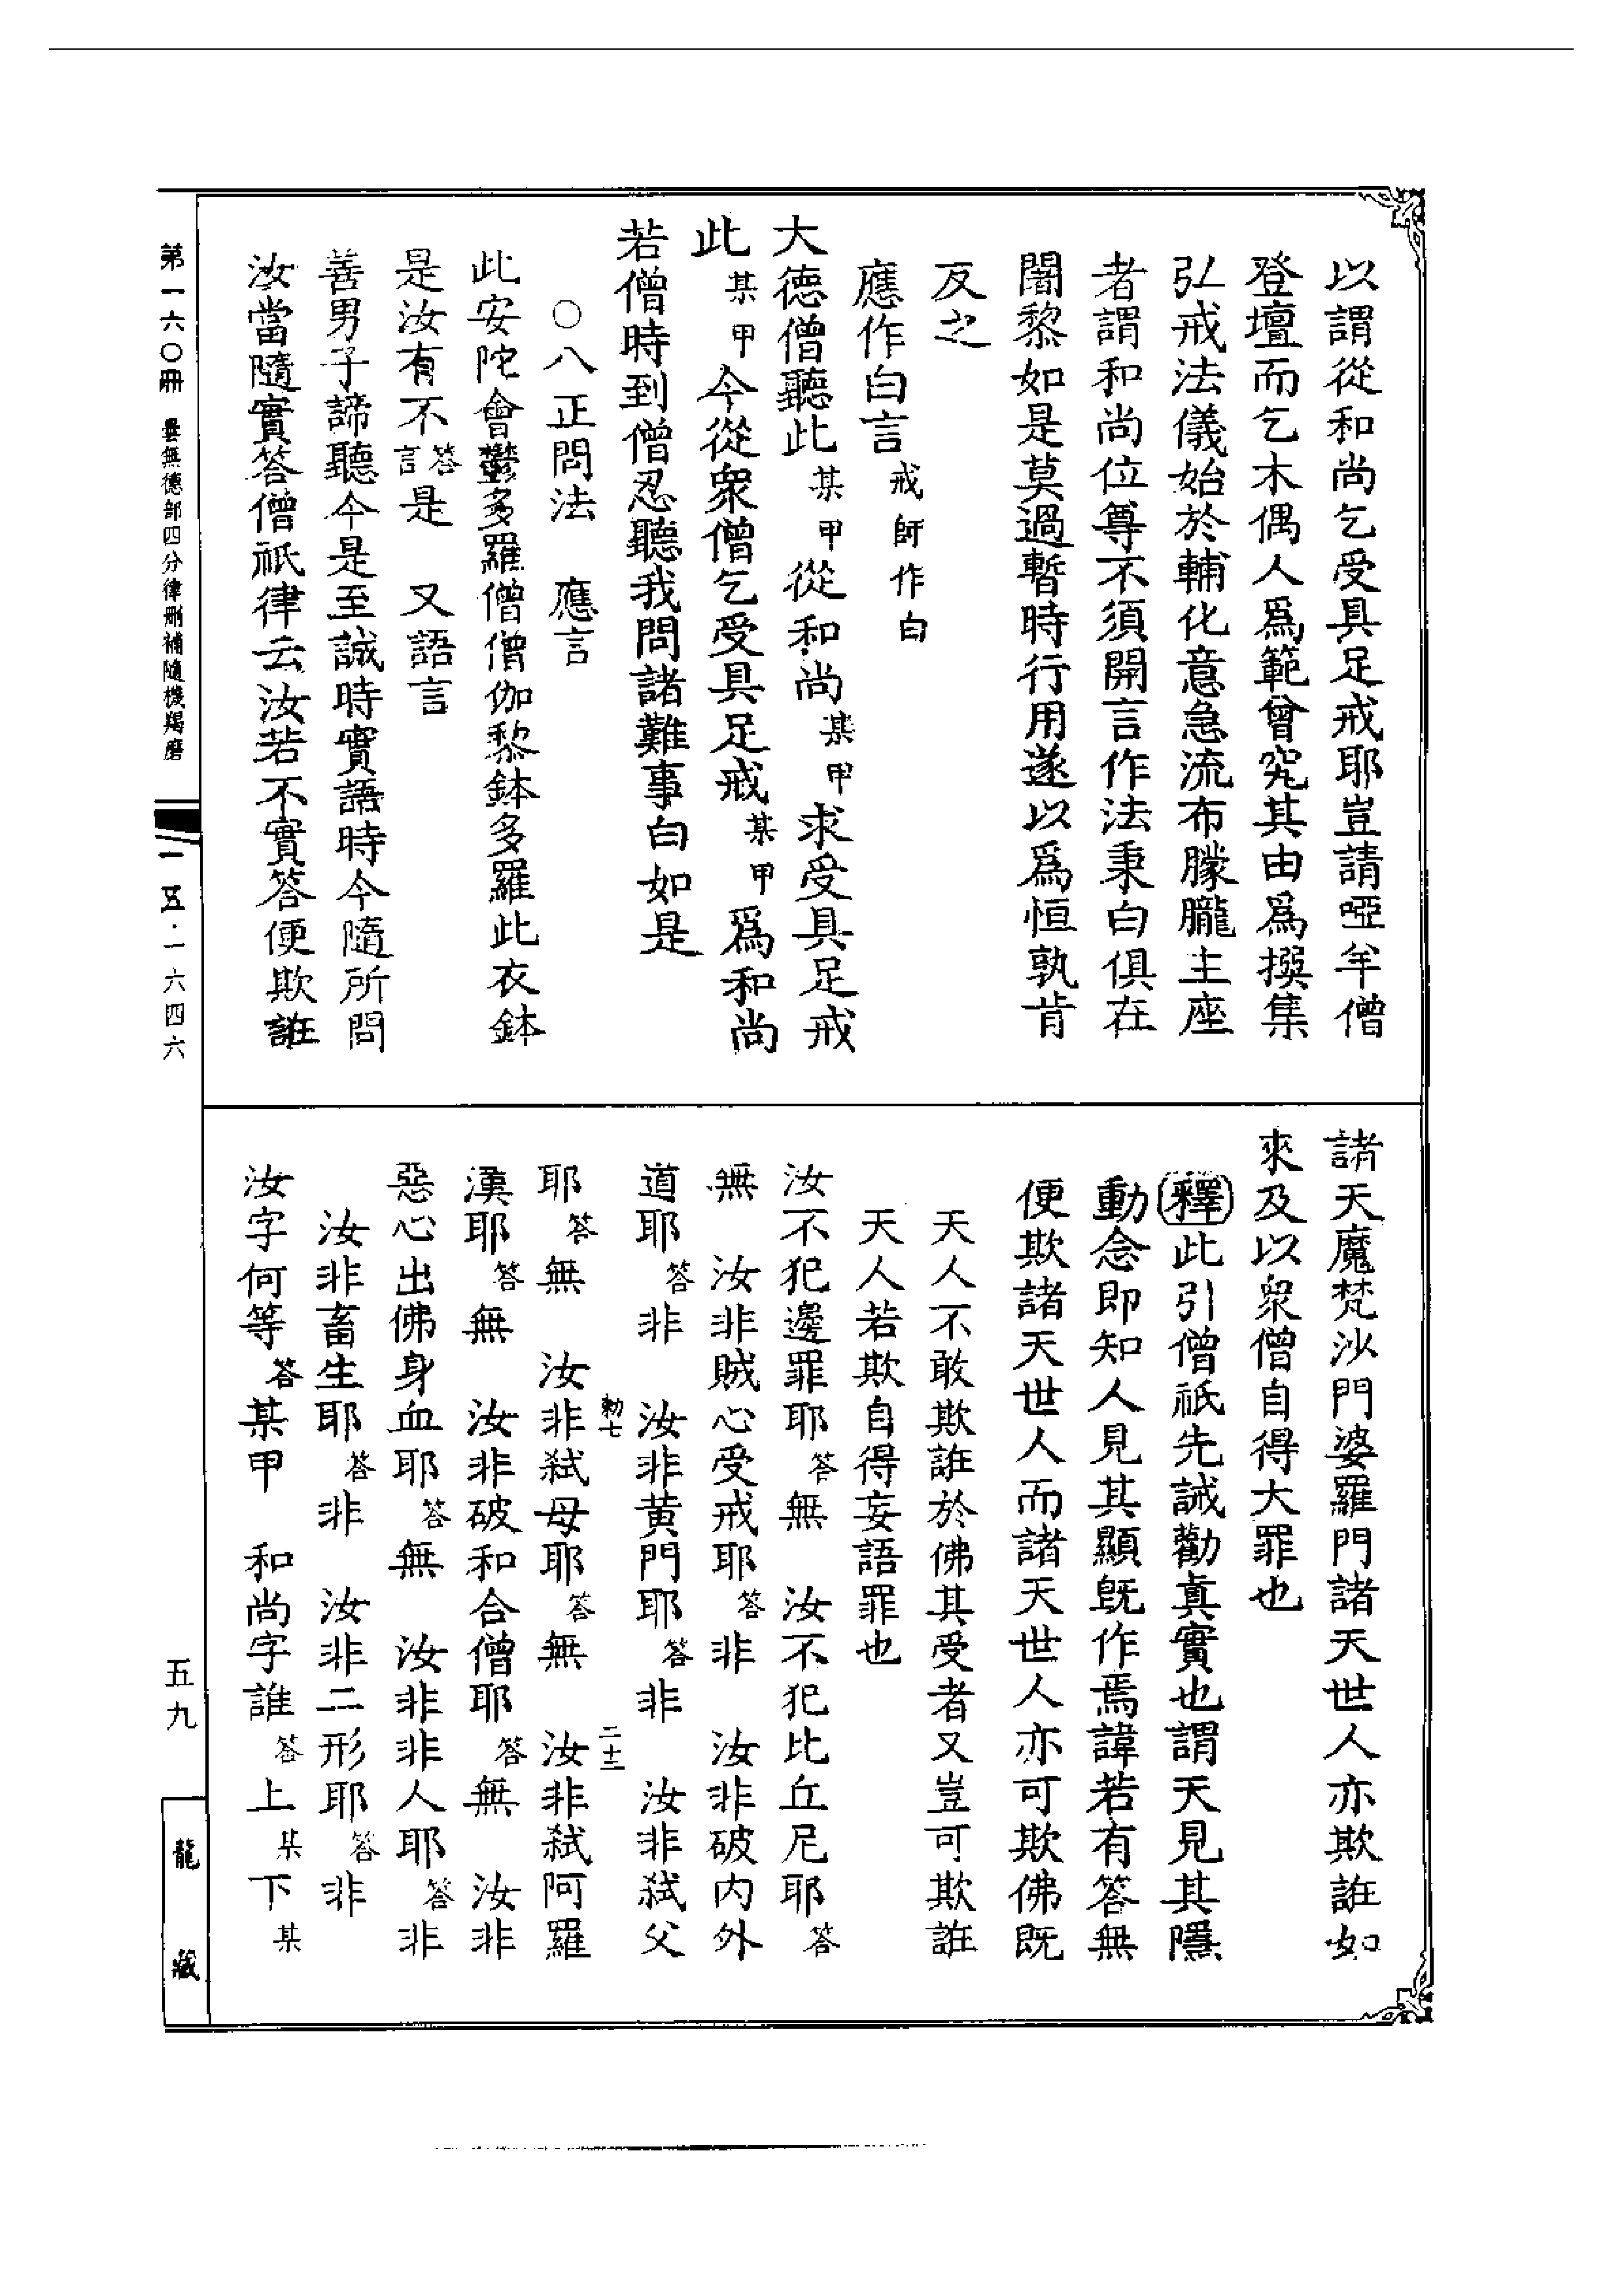 以謂從和尚乞受具足戒耶豈請啞羊僧
登壇而乞木偶人爲範曾究其由爲撰集
弘戒法儀始於輔化意急流布朦朧主座
者謂和尚位尊不須開言作法秉白俱在
闍黎如是莫過暫時行用遂以爲恒孰肯
反之
應作白言戒師作白
大德僧聽此某甲從和尚某甲求受具足戒
此某甲今從衆僧乞受具足戒某甲爲和尚
若僧時到僧忍聽我問諸難事白如是
○八正問法　應言
此安陀會鬱多羅僧僧伽黎鉢多羅此衣鉢
是汝有不答言是　又語言
善男子諦聽今是至誠時實語時今隨所問
汝當隨實答僧祇律云汝若不實答便欺誑
諸天魔梵沙門婆羅門諸天世人亦欺誑如
來及以衆僧自得大罪也
釋此引僧祇先誡勸真實也謂天見其隱
動念即知人見其顯旣作焉諱若有答無
便欺諸天世人而諸天世人亦可欺佛旣
天人不敢欺誑於佛其受者又豈可欺誑
天人若欺自得妄語罪也
汝不犯邊罪耶答無　汝不犯比丘尼耶答
無　汝非賊心受戒耶答非　汝非破內外
道耶答非　汝非黃門耶答非　汝非弒父
勒七　二十二
耶答無　汝非弒母耶答無　汝非弒阿羅
漢耶答無　汝非破和合僧耶答無　汝非
惡心出佛身血耶答無　汝非非人耶答非
汝非畜生耶答非　汝非二形耶答非
汝字何等答某甲　和尚字誰答上某下某
第一六〇冊　曇無德部四分律刪補隨機羯磨
一五·一六四六
五九
龍藏